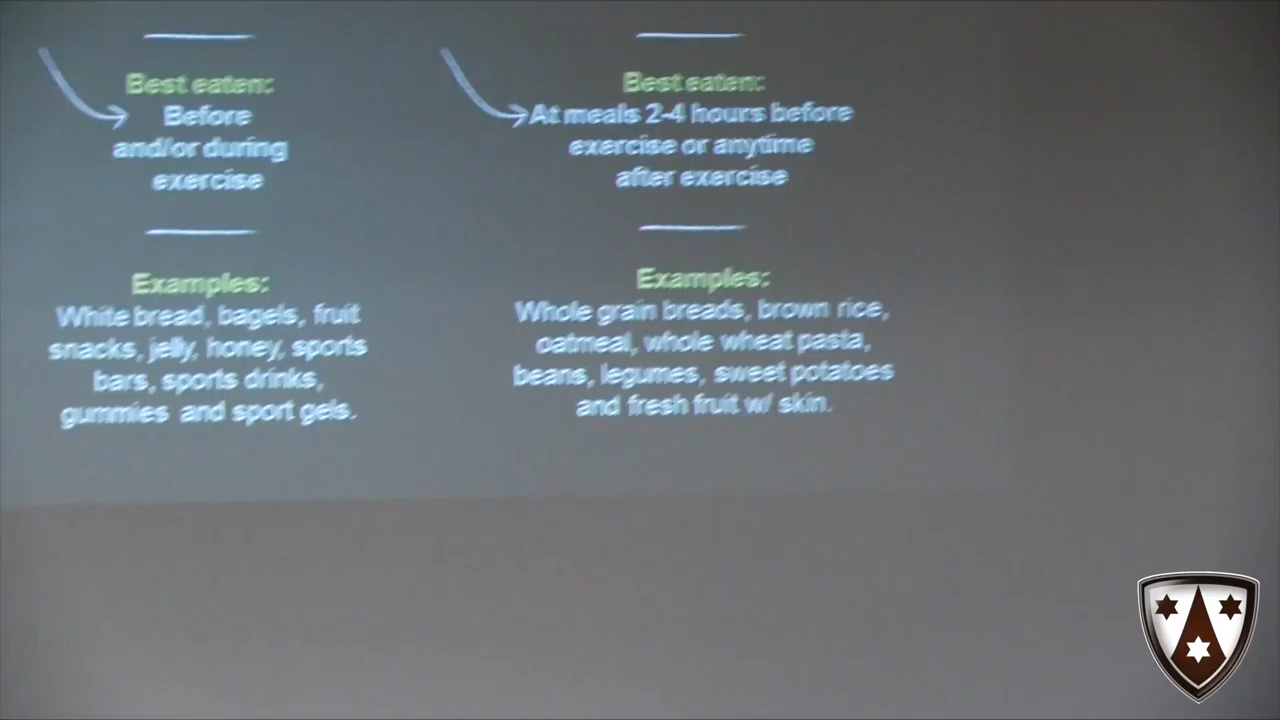 Best eaten:
Before
and/or during
exercise
Examples:
White bread, bagels, fruit
snacks, jelly, honey, sports
bars, sports drinks,
gummies and sport gels.
Best eaten:
At meals 2-4 hours before
exercise or anytime
after exercise
Examples:
Whole grain breads, brown rice,
oatmeal, whole wheat pasta,
beans, legumes, sweet potatoes
and fresh fruit w/ skin.